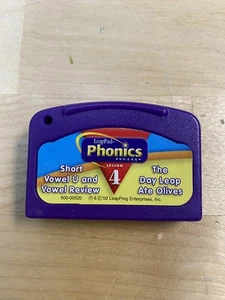 LeapPad
Phonics
PROGRAM
LESSON
4
Short
Vowel U and
Vowel Review
The
Day Leap
Ate Olives
500-00520
℗ & © 02 LeapFrog Enterprises, Inc.